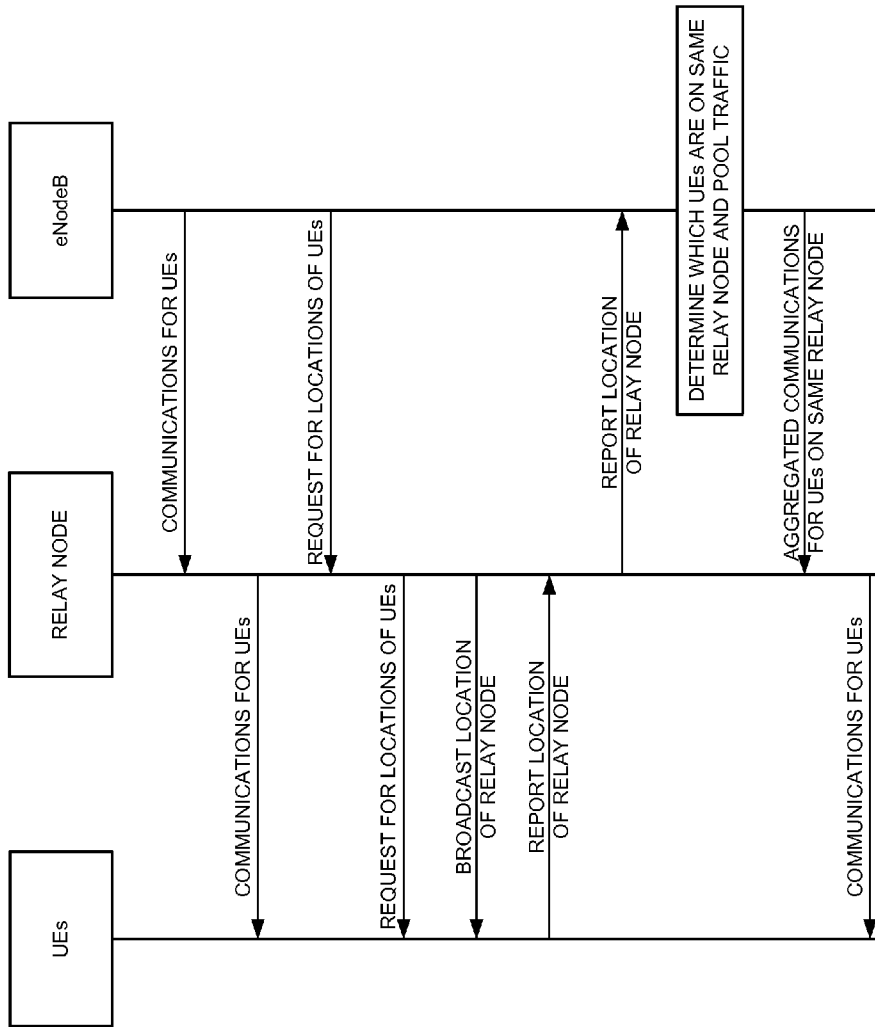 UEs
RELAY NODE
eNodeB
COMMUNICATIONS FOR UEs
COMMUNICATIONS FOR UEs
REQUEST FOR LOCATIONS OF UEs
REQUEST FOR LOCATIONS OF UEs
BROADCAST LOCATION
OF RELAY NODE
REPORT LOCATION
OF RELAY NODE
REPORT LOCATION
OF RELAY NODE
DETERMINE WHICH UEs ARE ON SAME
RELAY NODE AND POOL TRAFFIC
AGGREGATED COMMUNICATIONS
FOR UEs ON SAME RELAY NODE
COMMUNICATIONS FOR UEs